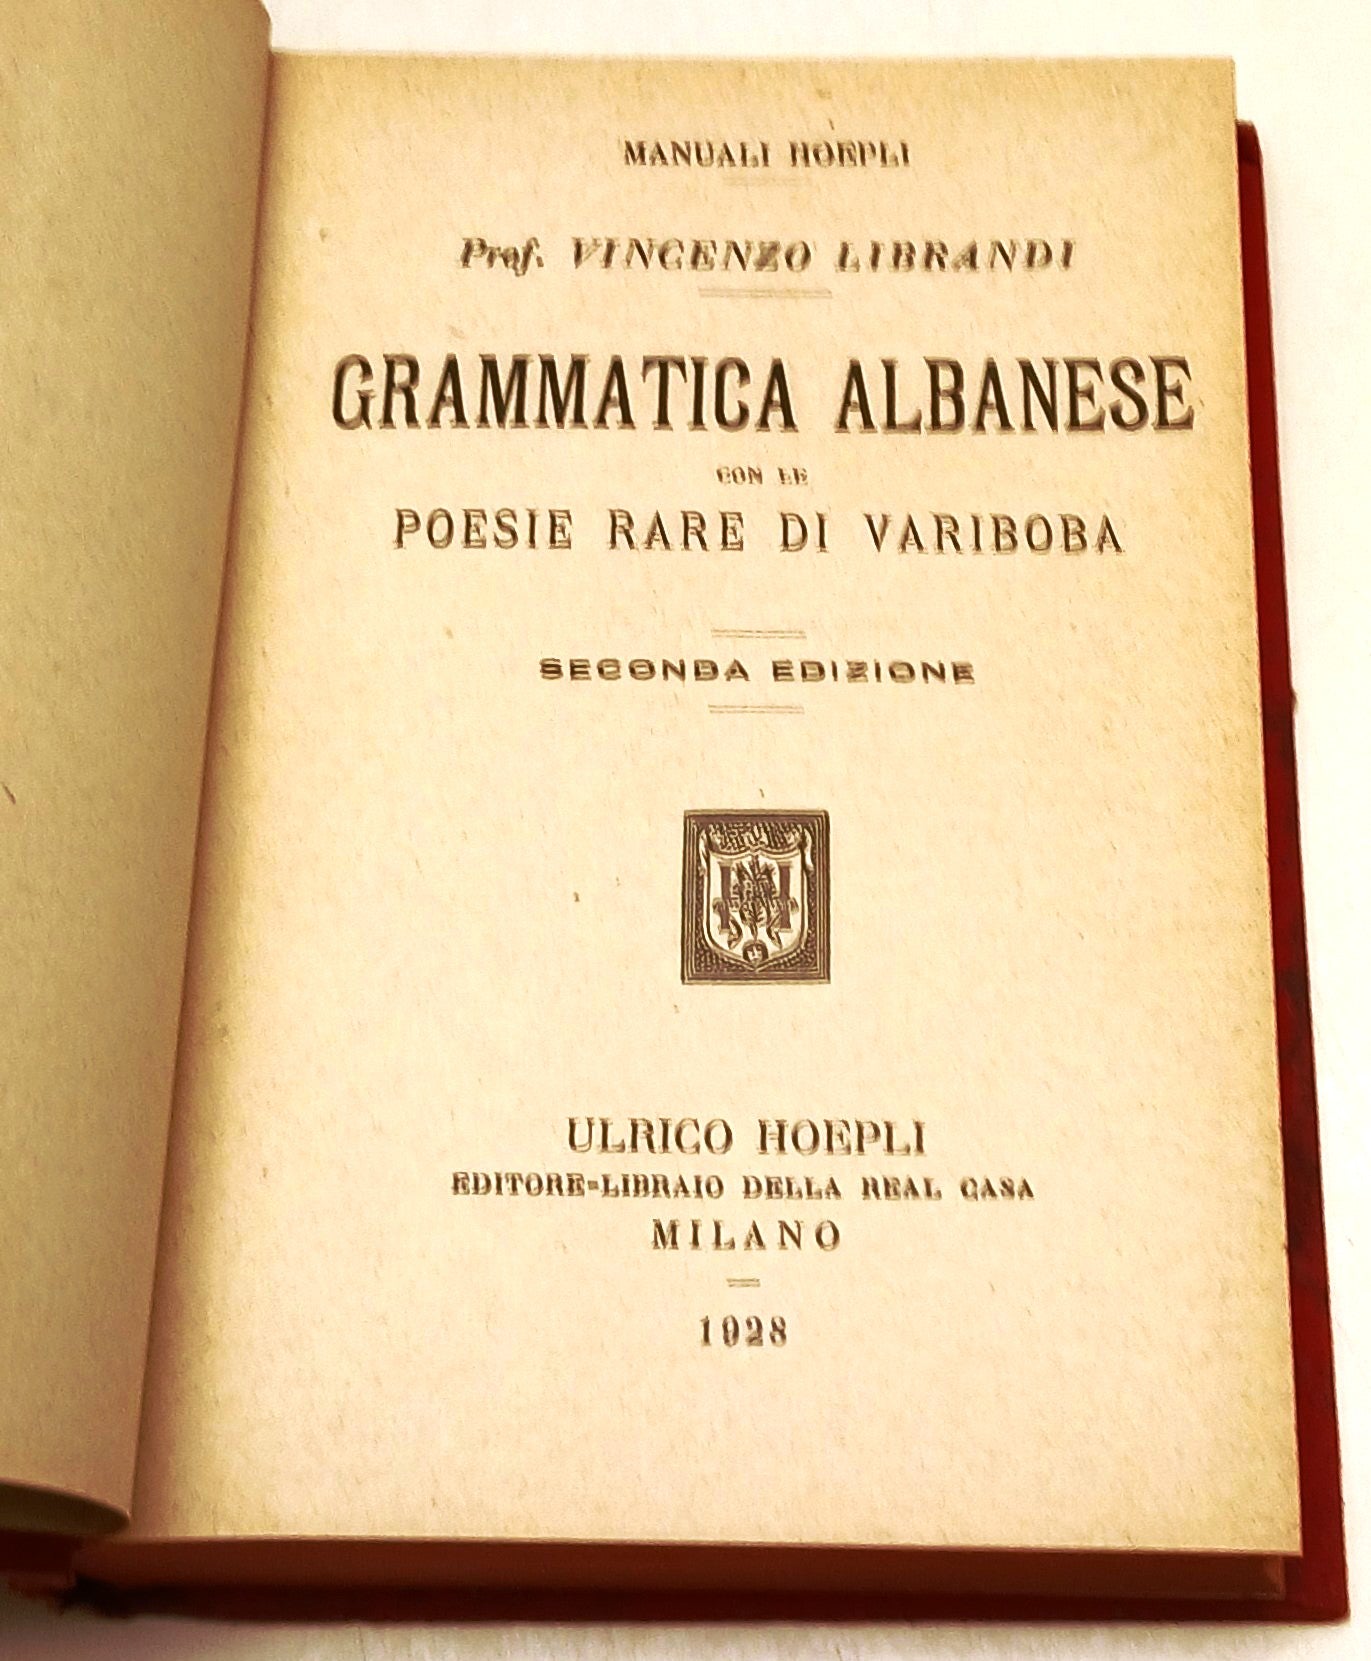 MANUALI HOEPLI
Prof. VINCENZO LIBRANDI
GRAMMATICA ALBANESE
CON LE
POESIE RARE DI VARIBOBA
SECONDA EDIZIONE
ULRICO HOEPLI
EDITORE-LIBRAIO DELLA REAL CASA
MILANO
1928